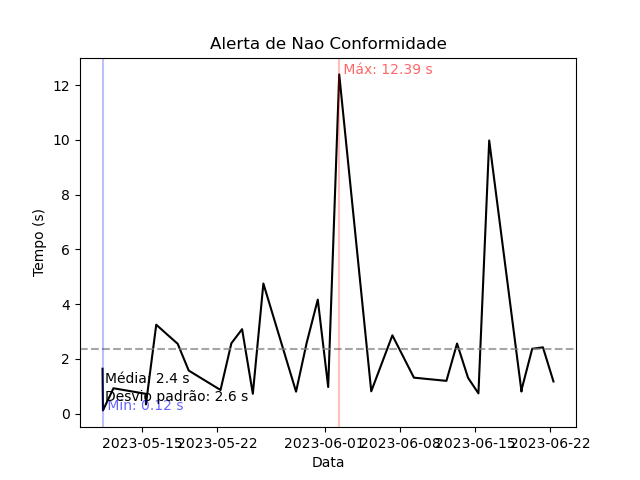 Alerta de Nao Conformidade
Máx: 12.39 s
12
10
8
6
4
2
0
Tempo (s)
Média: 2.4 s
Desvio padrão: 2.6 s
Mín: 0.12 s
2023-05-15 2023-05-22 2023-06-01 2023-06-08 2023-06-15 2023-06-22
Data